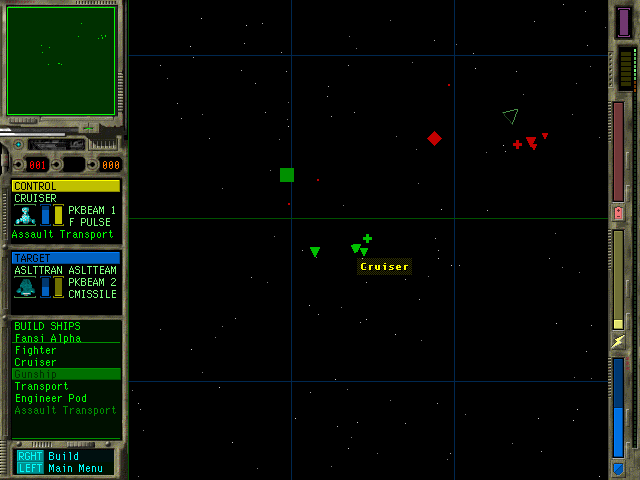 001
000
CONTROL
CRUISER
PKBEAM 1
F PULSE
Assault Transport
TARGET
ASLTTRAN ASLTTEAM
PKBEAM 2
CMISSILE
BUILD SHIPS
Fansi Alpha
Fighter
Cruiser
Gunship
Transport
Engineer Pod
Assault Transport
RGHT Build
LEFT Main Menu
Cruiser